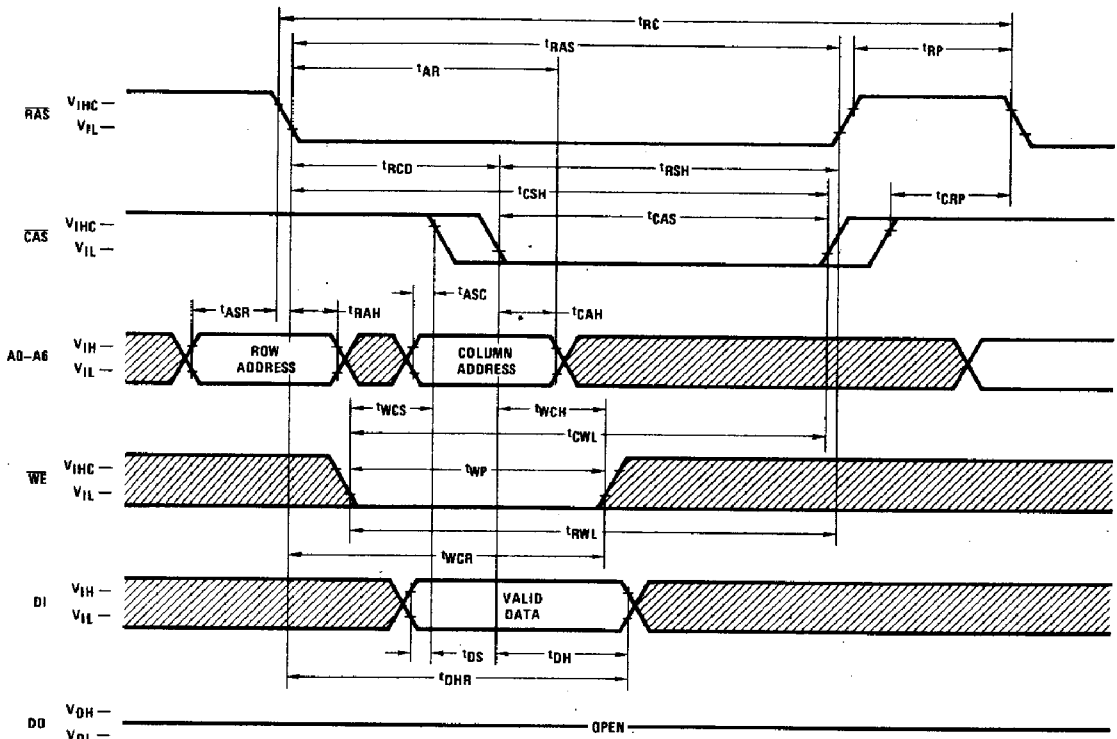 tRC
tRAS
tRP
tAR
RAS
VIHC
VIL
tRCD
tRSH
tCSH
tCRP
CAS
VIHC
VIL
tCAS
tASR
tRAH
tASC
tCAH
A0-A6
VIH
VIL
ROW
ADDRESS
COLUMN
ADDRESS
tWCS
tWCH
tCWL
WE
VIHC
VIL
tWP
tRWL
tWCR
DI
VIH
VIL
VALID
DATA
tDS
tDH
tDHR
DO
VOH
VOL
OPEN